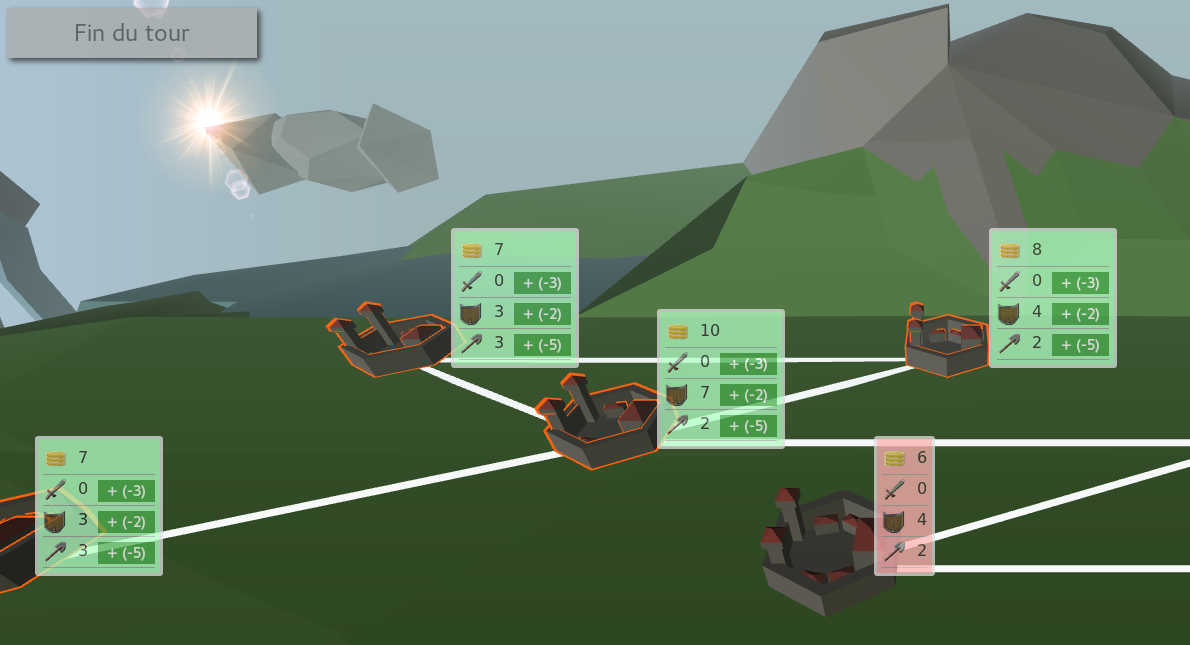 Fin du tour
7
0 + (-3)
3 + (-2)
3 + (-5)
8
0 + (-3)
4 + (-2)
2 + (-5)
10
0 + (-3)
7 + (-2)
2 + (-5)
7
0 + (-3)
3 + (-2)
3 + (-5)
6
0
4
2